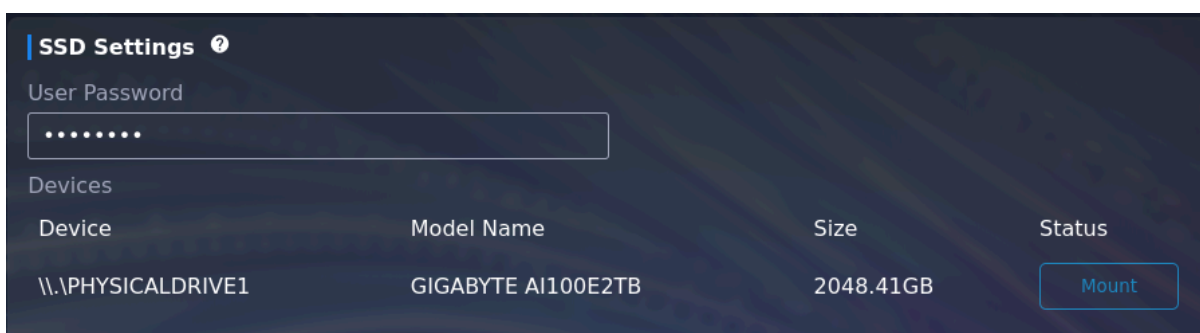 SSD Settings ?
User Password
••••••••
Devices
Device Model Name Size Status
\\.\PHYSICALDRIVE1 GIGABYTE AI100E2TB 2048.41GB Mount